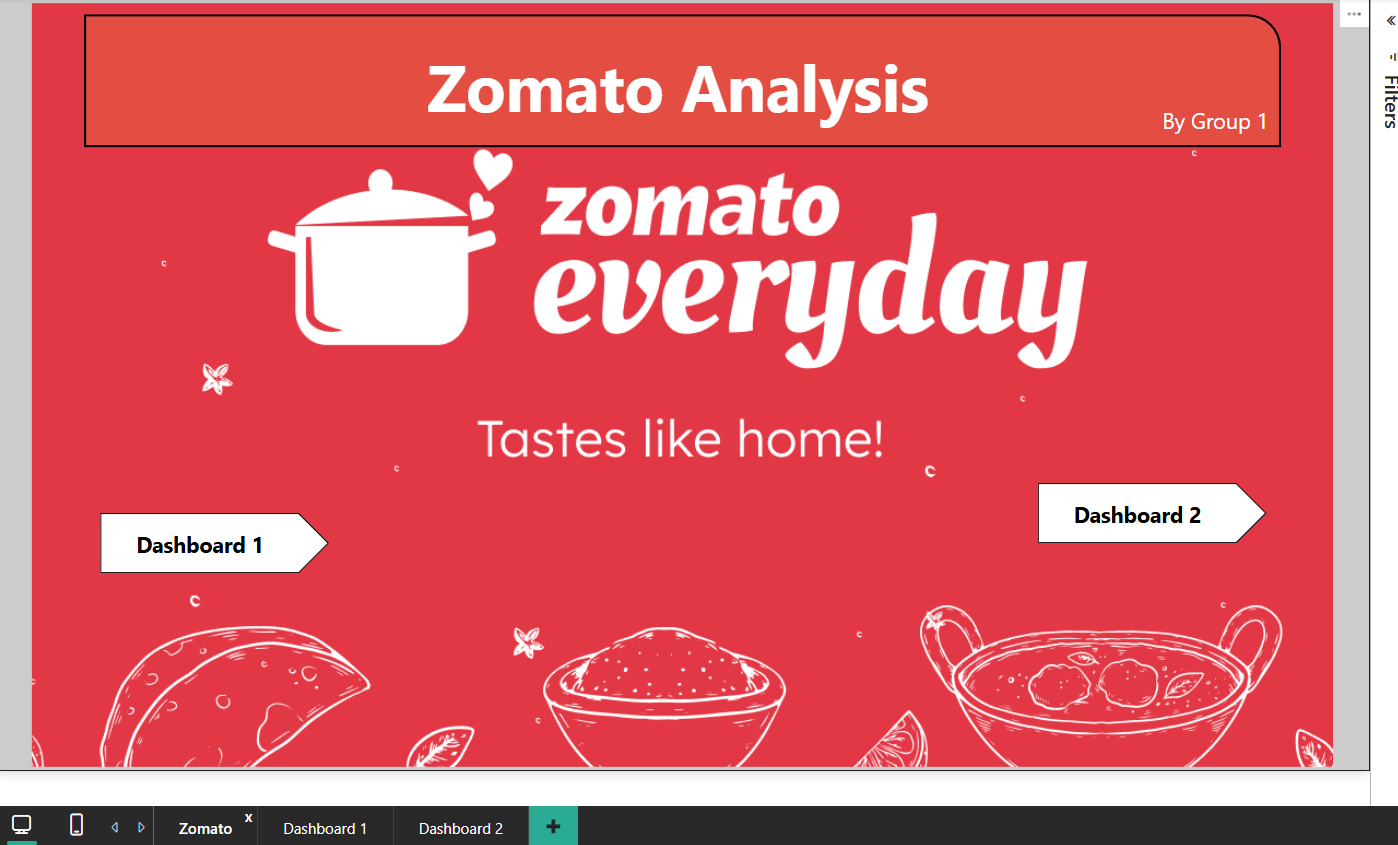 Zomato Analysis
By Group 1
Filters
zomato
everyday
Tastes like home!
Dashboard 1
Dashboard 2
Zomato x
Dashboard 1
Dashboard 2